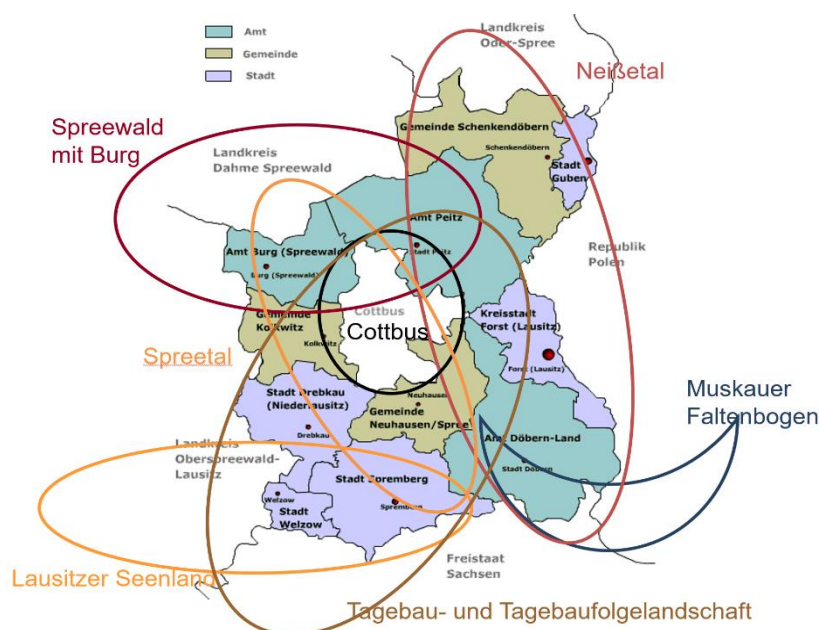 Amt
Gemeinde
Stadt
Landkreis
Oder-Spree
Neißetal
Spreewald
mit Burg
Gemeinde Schenkendöbern
Schenkendöbern
Stadt
Guben
Landkreis
Dahme Spreewald
Amt Peitz
Stadt Peitz
Amt Burg (Spreewald)
Burg (Spreewald)
Republik
Polen
Gemeinde
Kolkwitz
Kolkwitz
Cottbus
Cottbus
Kreisstadt
Forst (Lausitz)
Forst (Lausitz)
Spreetal
Stadt Drebkau
(Niederlausitz)
Drebkau
Neuhausen
Gemeinde
Neuhausen/Spree
Muskauer
Faltenbogen
Landkreis
Oberspreewald-
Lausitz
Amt Döbern-Land
Stadt Döbern
Stadt Spremberg
Spremberg
Welzow
Stadt
Welzow
Lausitzer Seenland
Freistaat
Sachsen
Tagebau- und Tagebaufolgelandschaft